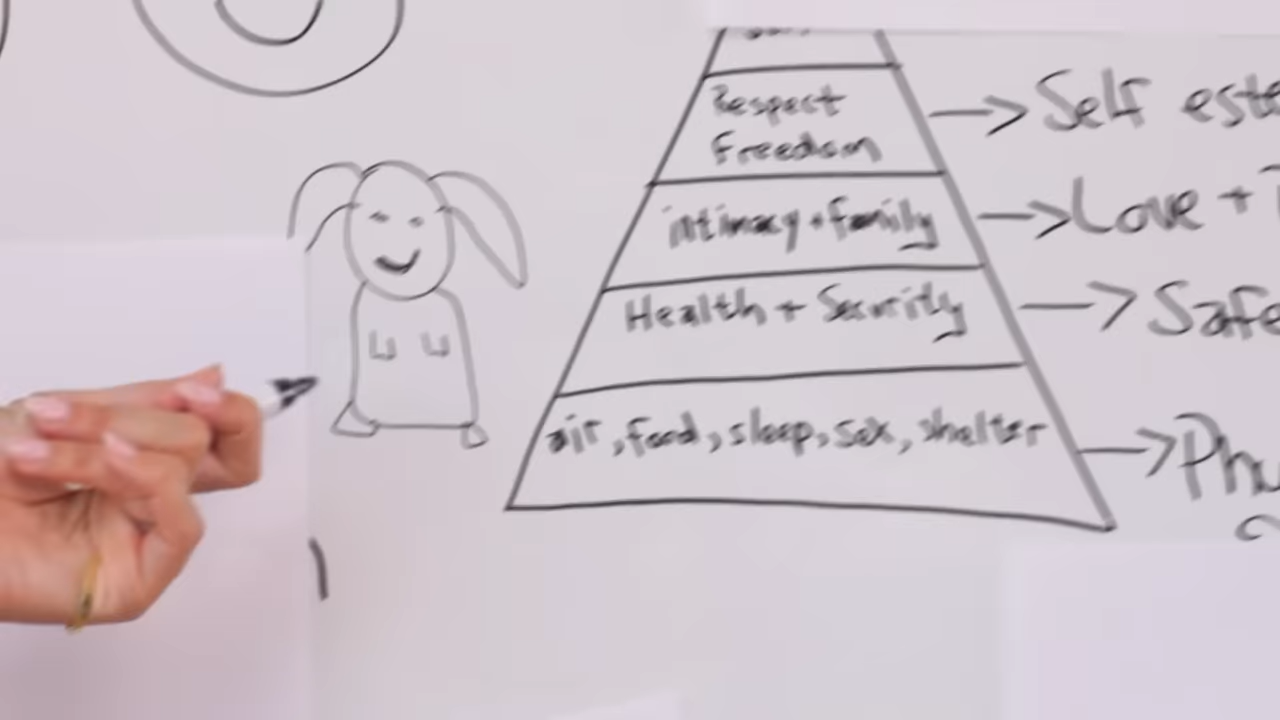 Respect
Freedom
→ Self este
intimacy + family
→ Love +
Health + Security
→ Safe
air, food, sleep, sex, shelter
→ Phy